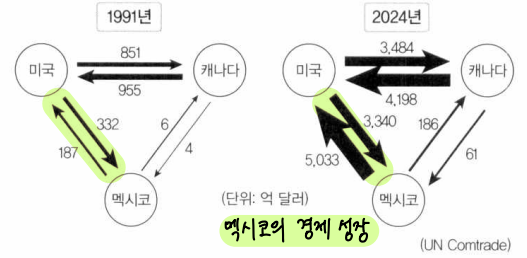 1991년
2024년
미국
851
955
캐나다
332
187
6
4
멕시코
미국
3,484
4,198
캐나다
3,340
5,033
186
61
멕시코
(단위: 억 달러)
멕시코의 경제 성장
(UN Comtrade)